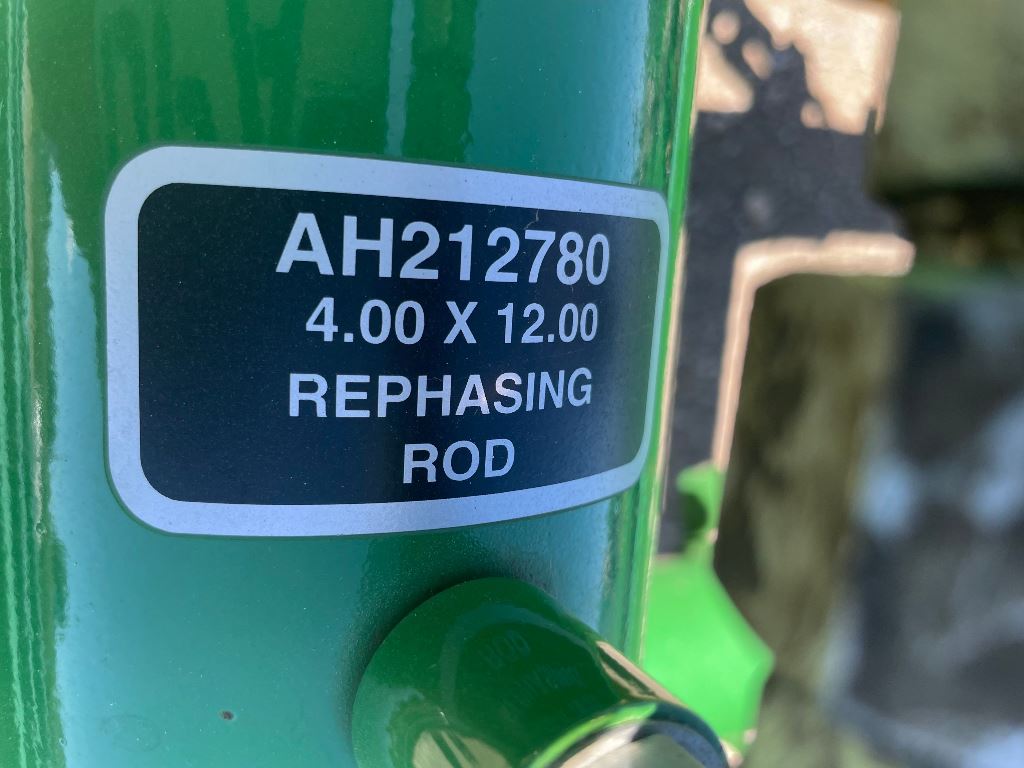 AH212780
4.00 X 12.00
REPHASING
ROD